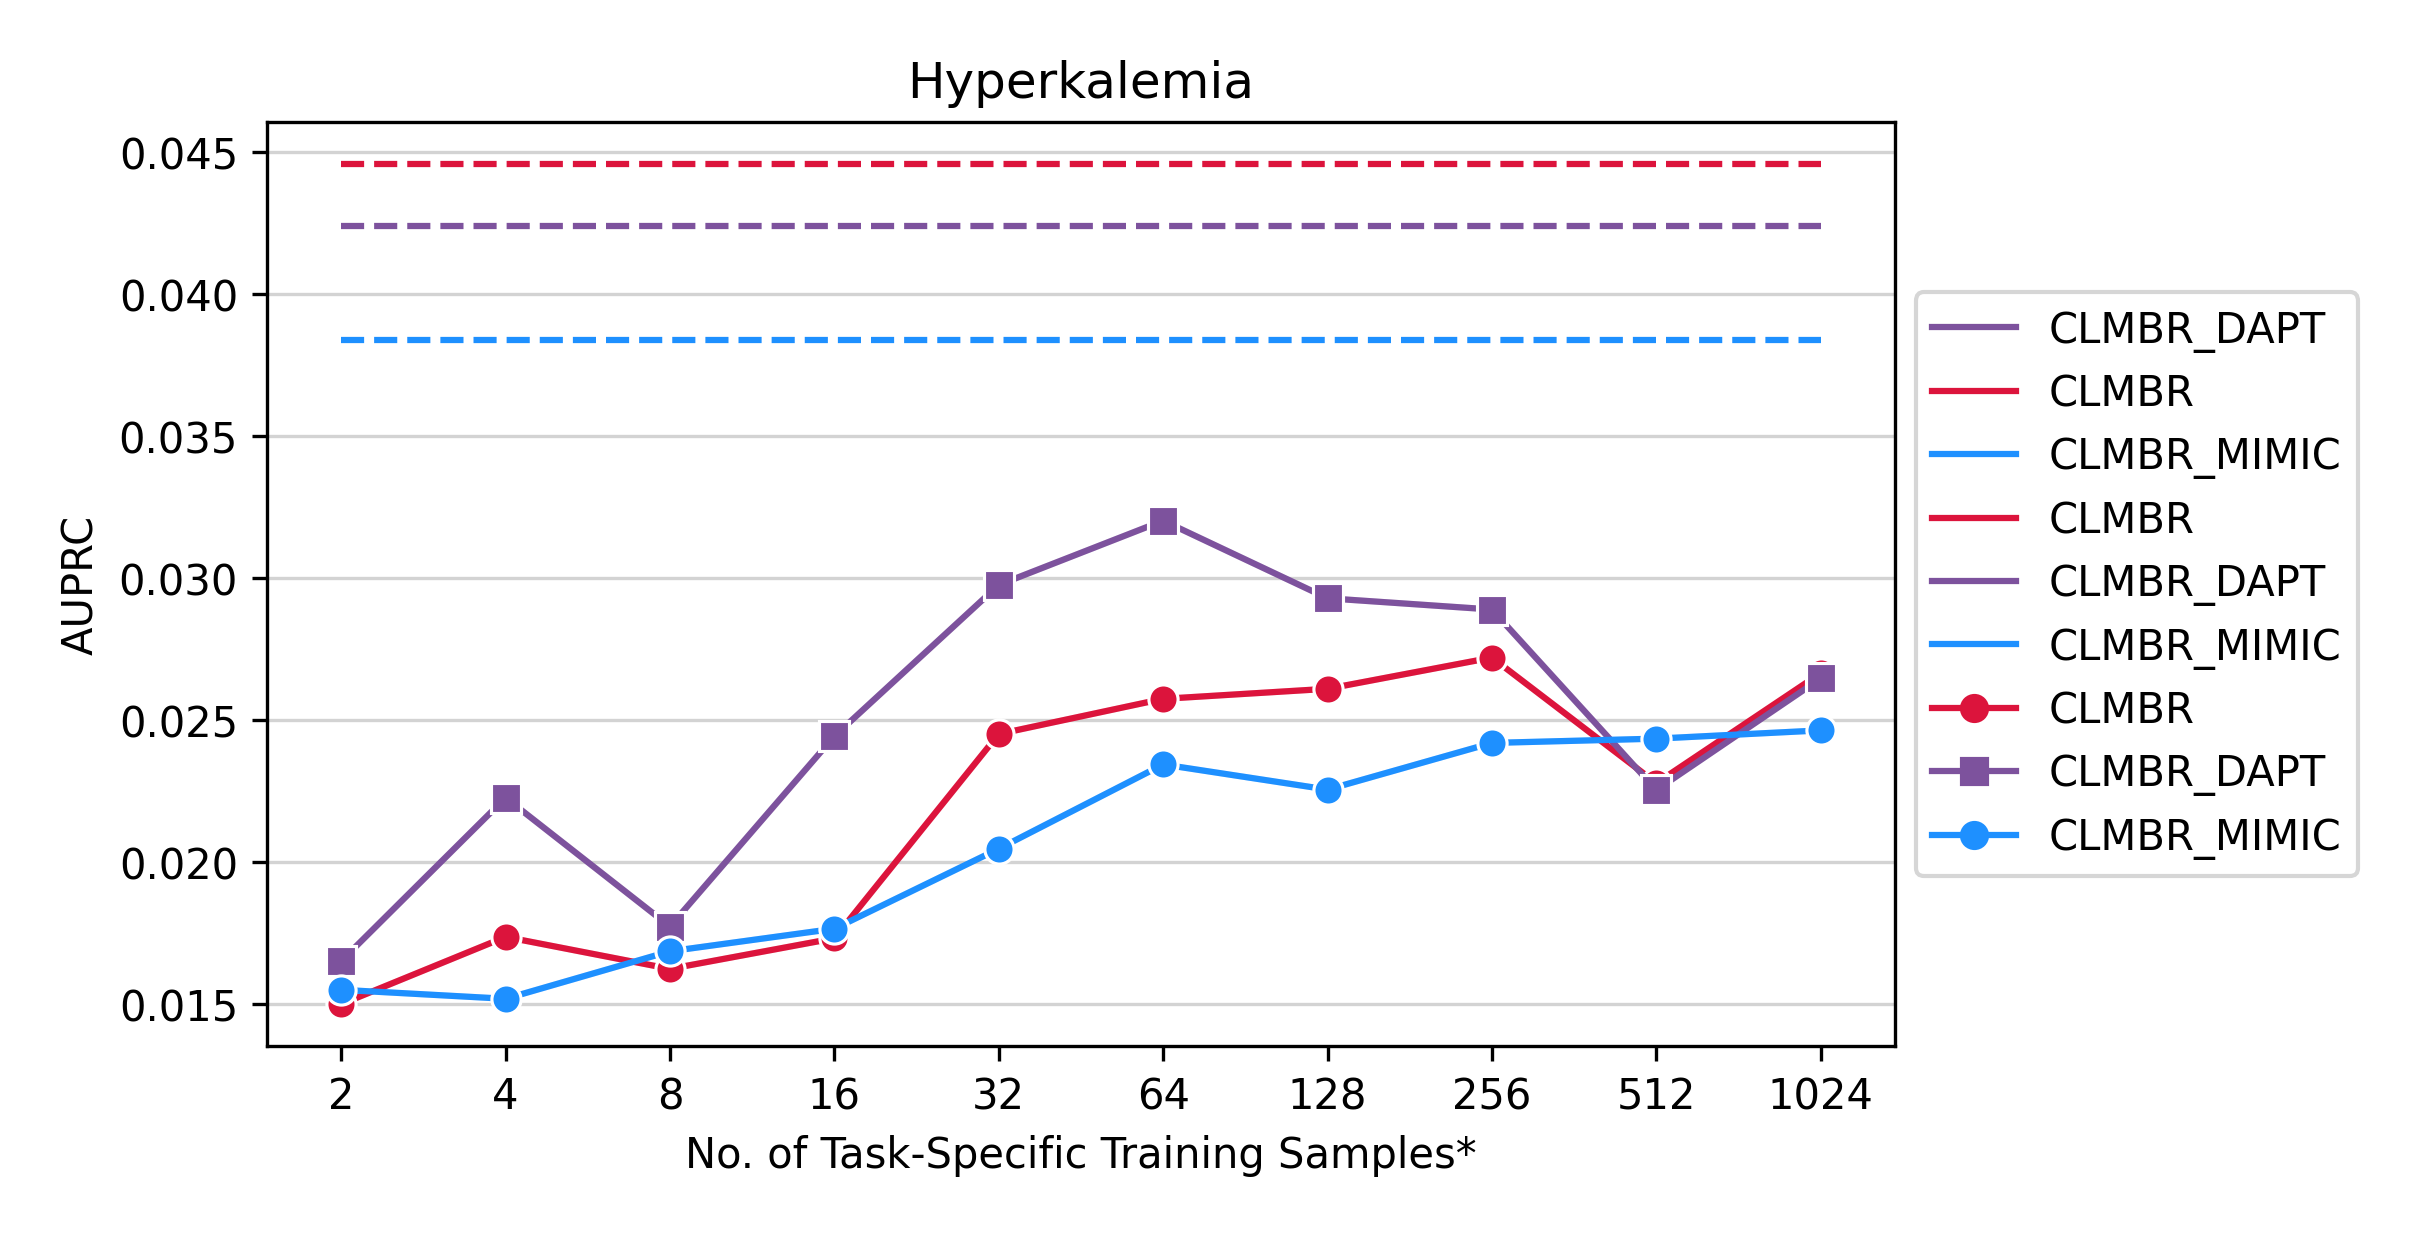 Hyperkalemia
AUPRC
0.045
0.040
0.035
0.030
0.025
0.020
0.015
2 4 8 16 32 64 128 256 512 1024
No. of Task-Specific Training Samples*
CLMBR_DAPT
CLMBR
CLMBR_MIMIC
CLMBR
CLMBR_DAPT
CLMBR_MIMIC
CLMBR
CLMBR_DAPT
CLMBR_MIMIC